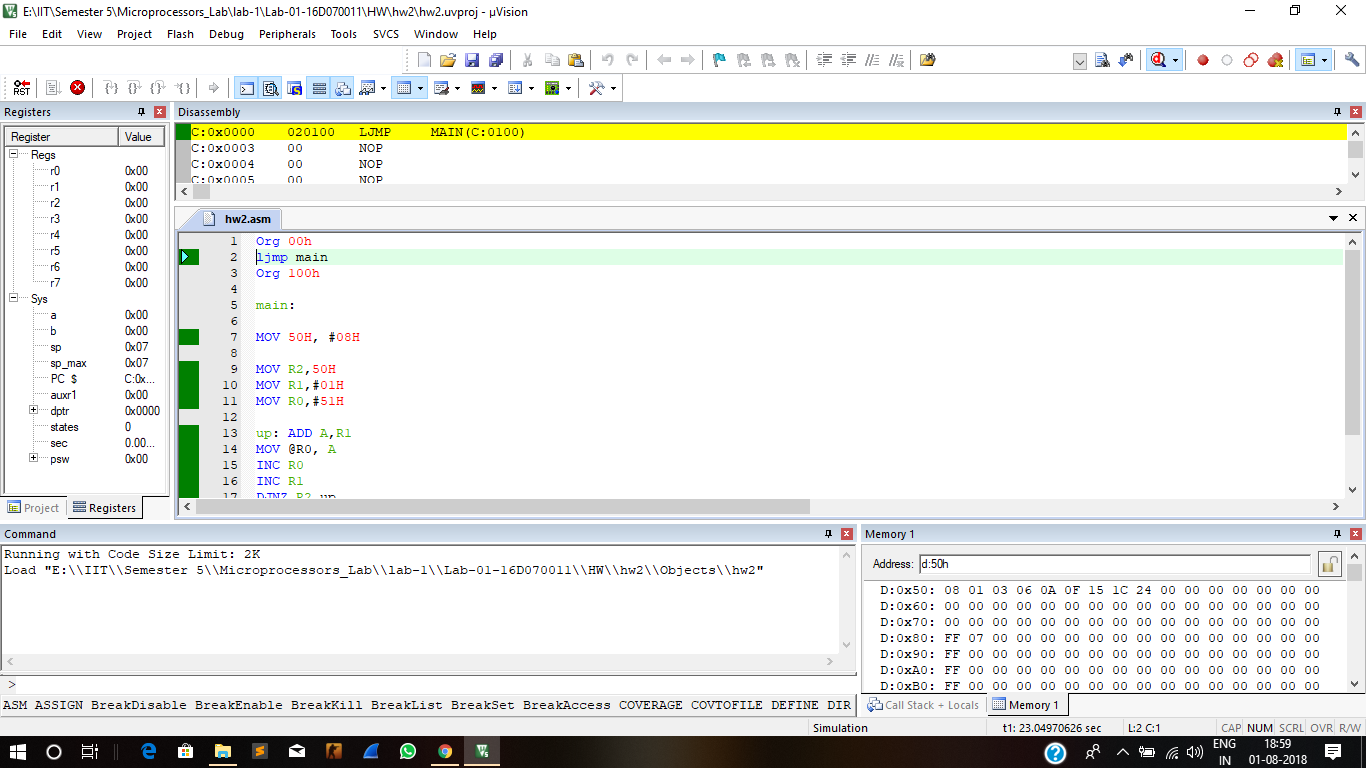 E:\IIT\Semester 5\Microprocessors_Lab\lab-1\Lab-01-16D070011\HW\hw2\hw2.uvproj - µVision
File Edit View Project Flash Debug Peripherals Tools SVCS Window Help
RST
Registers
Register Value
Regs
r0 0x00
r1 0x00
r2 0x00
r3 0x00
r4 0x00
r5 0x00
r6 0x00
r7 0x00
Sys
a 0x00
b 0x00
sp 0x07
sp_max 0x07
PC $ C:0x...
auxr1 0x00
dptr 0x0000
states 0
sec 0.00...
psw 0x00
Project Registers
Disassembly
C:0x0000 020100 LJMP MAIN(C:0100)
C:0x0003 00 NOP
C:0x0004 00 NOP
C:0x0005 00 NOP
hw2.asm
1 Org 00h
2 ljmp main
3 Org 100h
4
5 main:
6
7 MOV 50H, #08H
8
9 MOV R2,50H
10 MOV R1,#01H
11 MOV R0,#51H
12
13 up: ADD A,R1
14 MOV @R0, A
15 INC R0
16 INC R1
17 DJNZ R2,up
Command
Running with Code Size Limit: 2K
Load "E:\\IIT\\Semester 5\\Microprocessors_Lab\\lab-1\\Lab-01-16D070011\\HW\\hw2\\Objects\\hw2"
>
ASM ASSIGN BreakDisable BreakEnable BreakKill BreakList BreakSet BreakAccess COVERAGE COVTOFILE DEFINE DIR
Memory 1
Address: d:50h
D:0x50: 08 01 03 06 0A 0F 15 1C 24 00 00 00 00 00 00 00
D:0x60: 00 00 00 00 00 00 00 00 00 00 00 00 00 00 00 00
D:0x70: 00 00 00 00 00 00 00 00 00 00 00 00 00 00 00 00
D:0x80: FF 07 00 00 00 00 00 00 00 00 00 00 00 00 00 00
D:0x90: FF 00 00 00 00 00 00 00 00 00 00 00 00 00 00 00
D:0xA0: FF 00 00 00 00 00 00 00 00 00 00 00 00 00 00 00
D:0xB0: FF 00 00 00 00 00 00 00 00 00 00 00 00 00 00 00
Call Stack + Locals Memory 1
Simulation t1: 23.04970626 sec L:2 C:1 CAP NUM SCRL OVR R/W
ENG
IN
18:59
01-08-2018